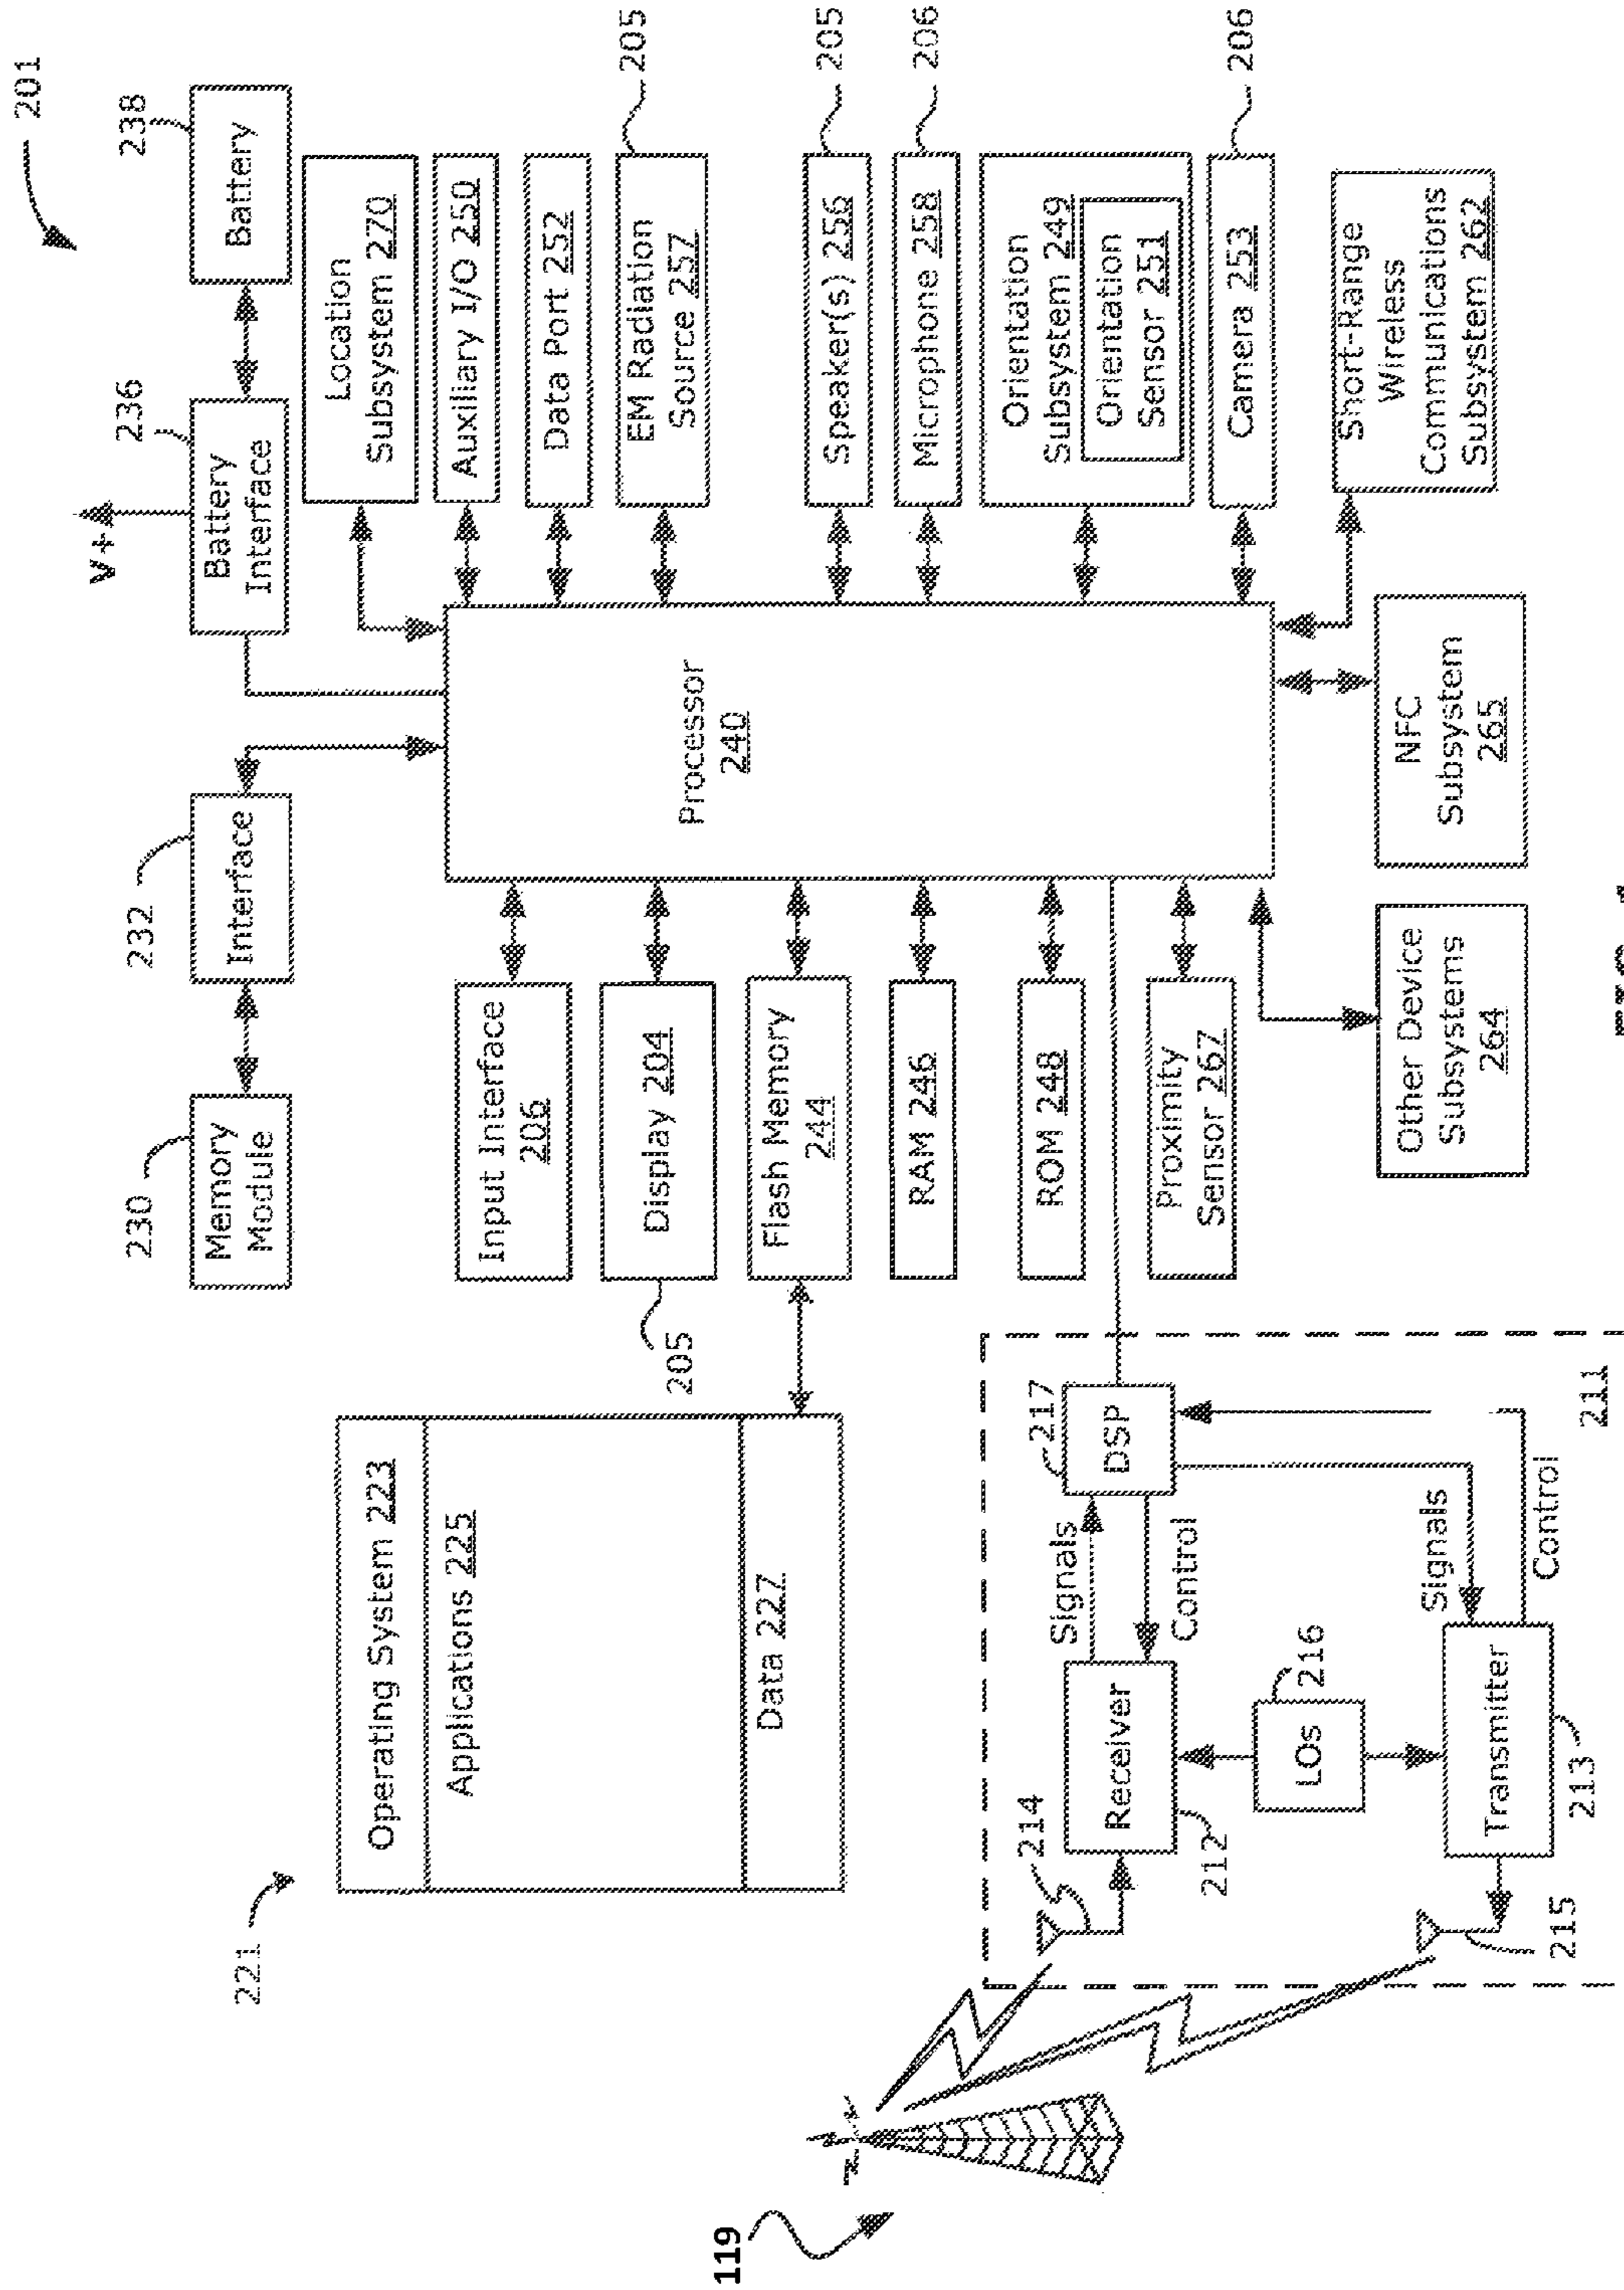 201
V+
230
232
236
238
Memory
Module
Interface
Battery
Interface
Battery
221
Operating System 223
Applications 225
Data 227
Input Interface
206
Display 204
205
Flash Memory
244
RAM 246
ROM 248
Proximity
Sensor 267
Processor
240
Location
Subsystem 270
Auxiliary I/O 250
Data Port 252
EM Radiation
Source 257
205
Speaker(s) 256
205
Microphone 258
206
Orientation
Subsystem 249
Orientation
Sensor 251
Camera 253
206
Short-Range
Wireless
Communications
Subsystem 262
NFC
Subsystem
265
Other Device
Subsystems
264
119
214
Receiver
212
Signals
Control
217
DSP
LOs
216
Signals
Control
Transmitter
213
215
211